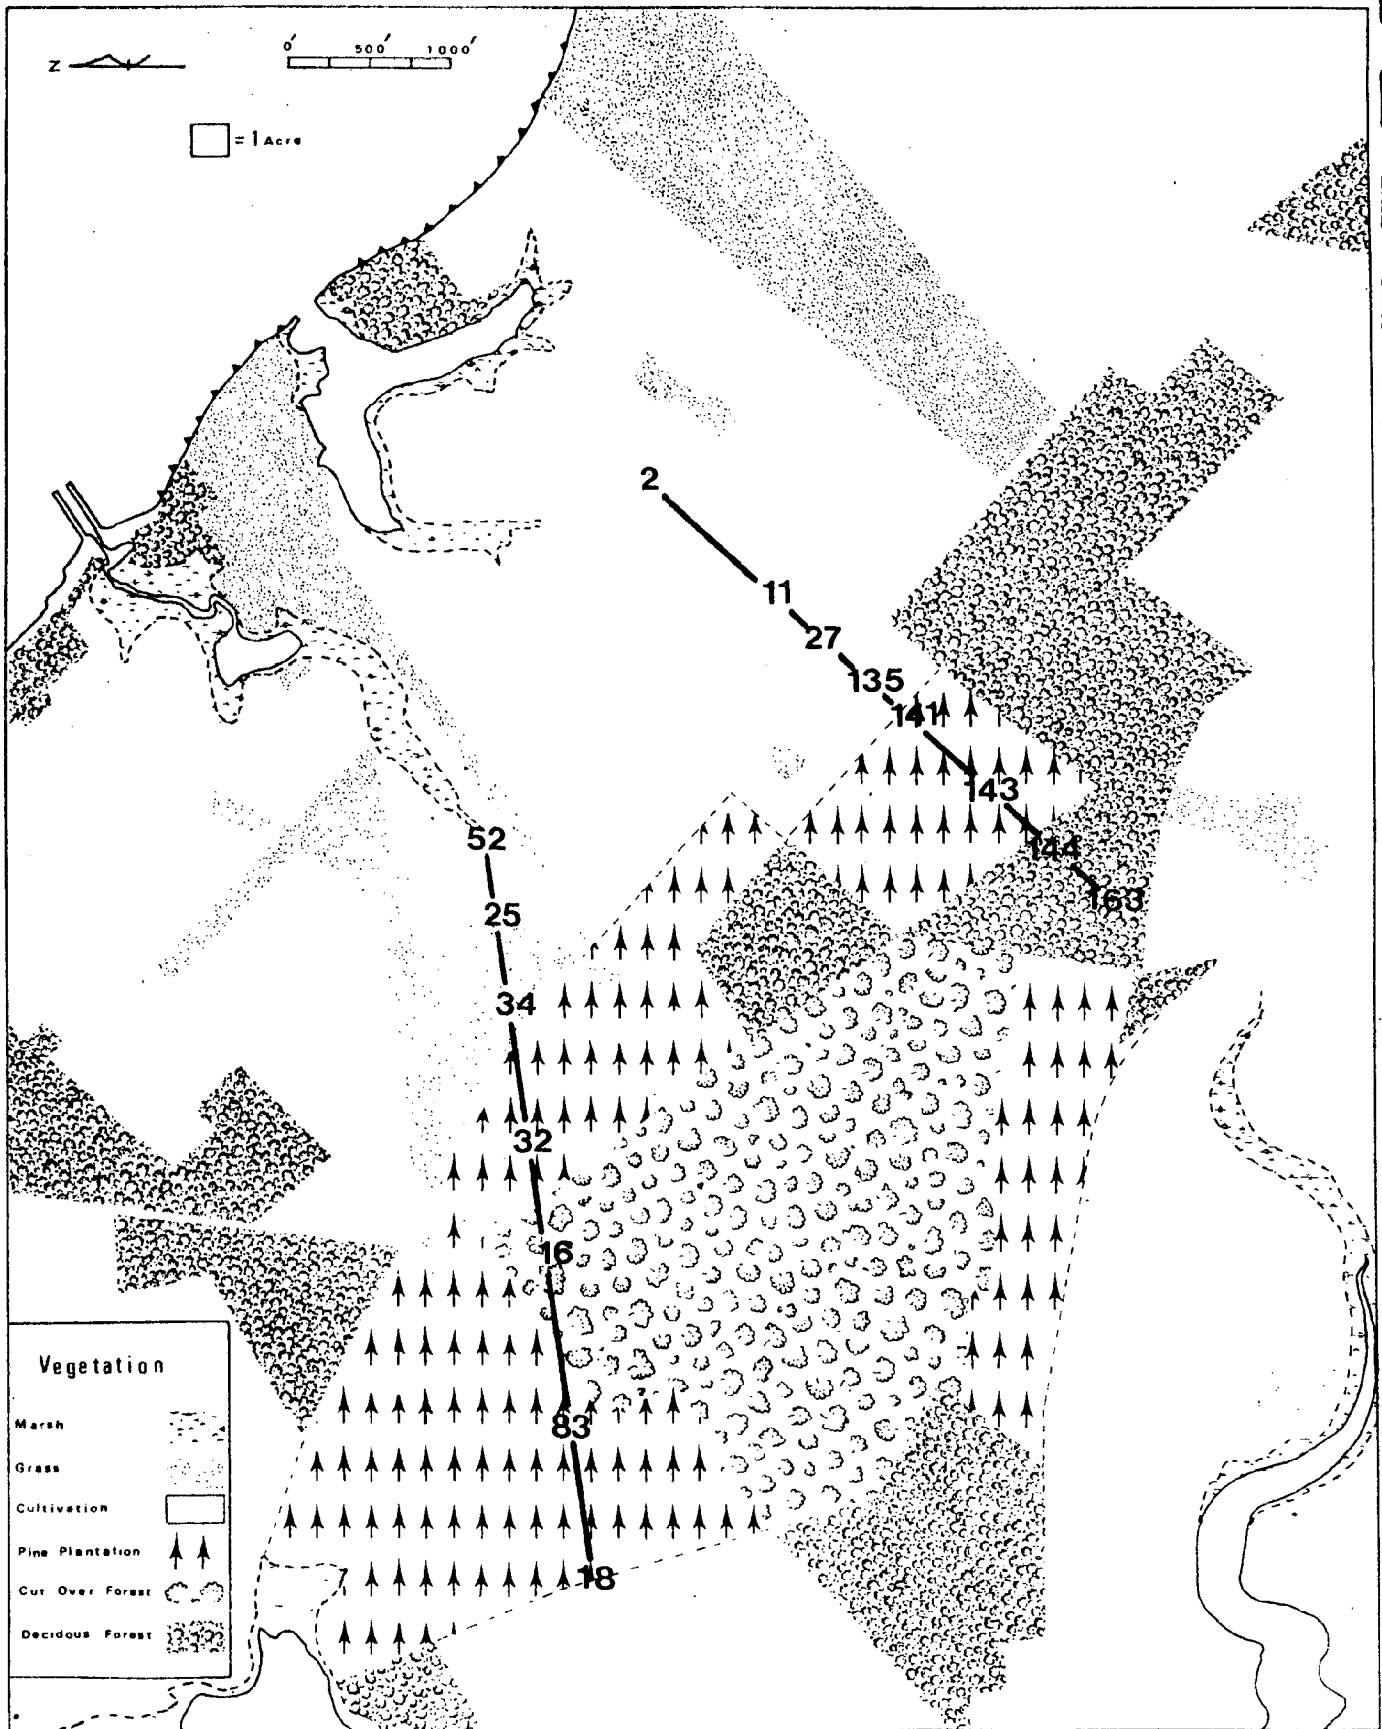 0' 500' 1000'
Z
= 1 Acre
2
11
27
135
141
143
144
163
52
25
34
32
16
83
18
?
Vegetation
Marsh
Grass
Cultivation
Pine Plantation
Cut Over Forest
Decidous Forest